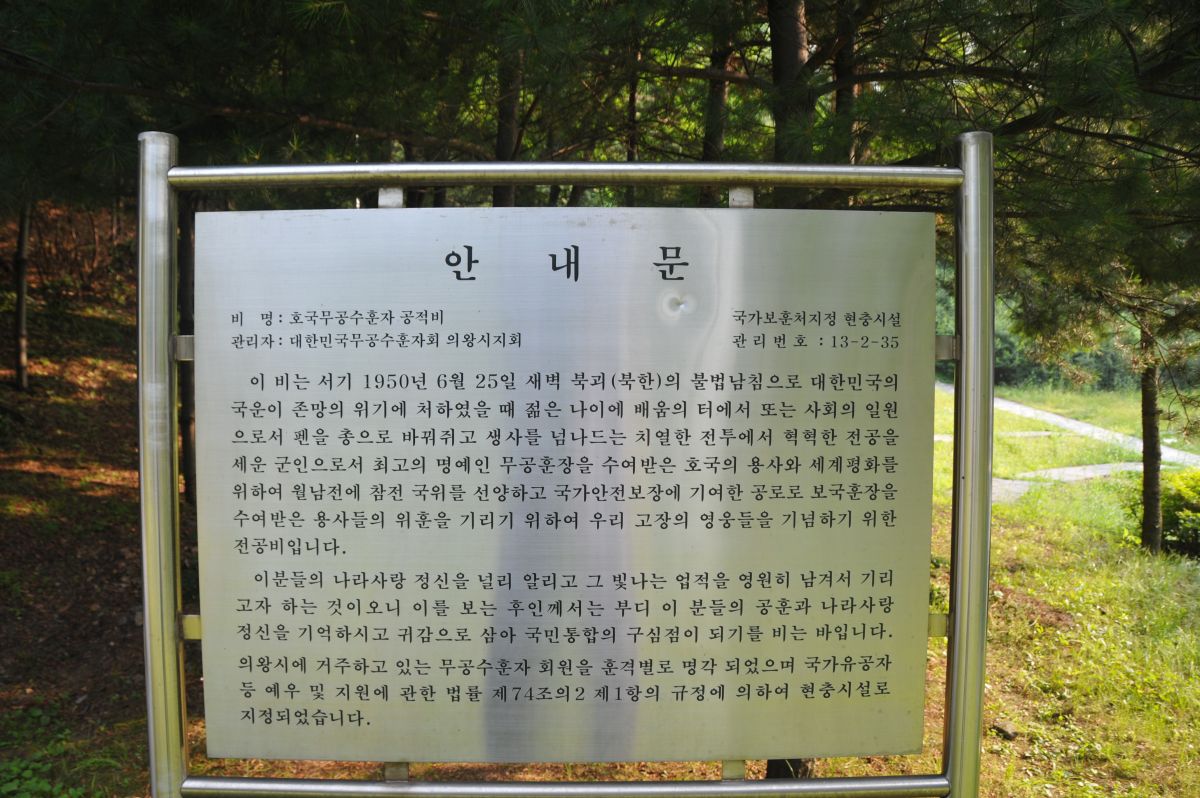 안 내 문
비 명 : 호국무공수훈자 공적비
국가보훈처지정 현충시설
관리자 : 대한민국무공수훈자회 의왕시지회
관리번호 : 13-2-35
이 비는 서기 1950년 6월 25일 새벽 북괴(북한)의 불법남침으로 대한민국의
국운이 존망의 위기에 처하였을 때 젊은 나이에 배움의 터에서 또는 사회의 일원
으로서 펜을 총으로 바꿔쥐고 생사를 넘나드는 치열한 전투에서 혁혁한 전공을
세운 군인으로서 최고의 명예인 무공훈장을 수여받은 호국의 용사와 세계평화를
위하여 월남전에 참전 국위를 선양하고 국가안전보장에 기여한 공로로 보국훈장을
수여받은 용사들의 위훈을 기리기 위하여 우리 고장의 영웅들을 기념하기 위한
전공비입니다.
이분들의 나라사랑 정신을 널리 알리고 그 빛나는 업적을 영원히 남겨서 기리
고자 하는 것이오니 이를 보는 후인께서는 부디 이 분들의 공훈과 나라사랑
정신을 기억하시고 귀감으로 삼아 국민통합의 구심점이 되기를 비는 바입니다.
의왕시에 거주하고 있는 무공수훈자 회원을 훈격별로 명각 되었으며 국가유공자
등 예우 및 지원에 관한 법률 제74조의2 제1항의 규정에 의하여 현충시설로
지정되었습니다.